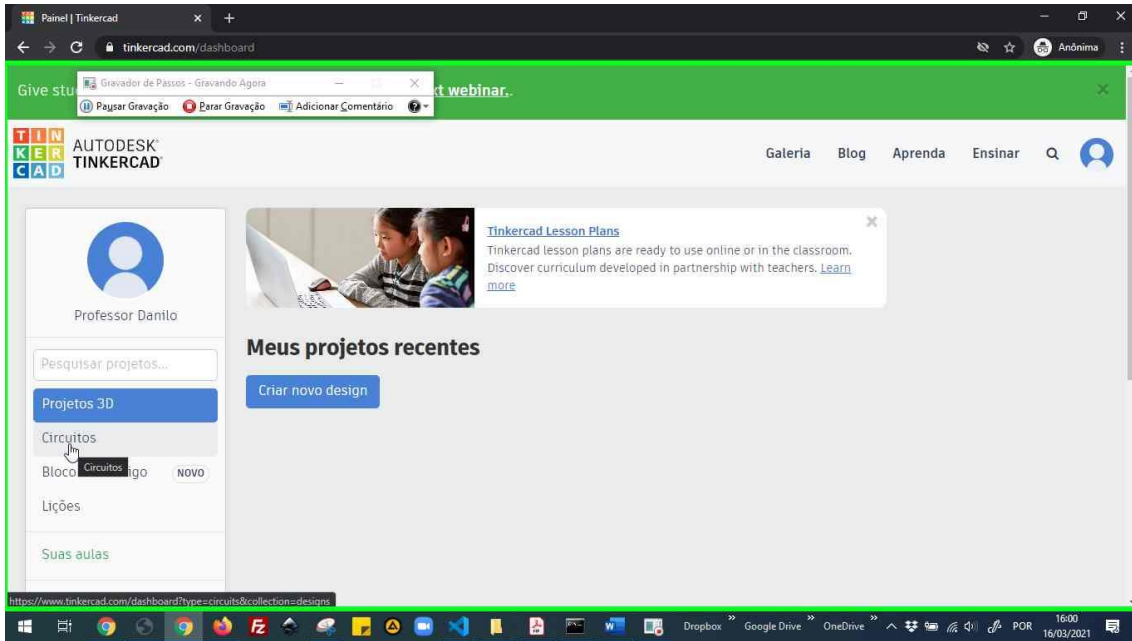 Painel | Tinkercad
tinkercad.com/dashboard
Anônima
Give stu
xt webinar..
Gravador de Passos - Gravando Agora
Pausar Gravação Parar Gravação Adicionar Comentário
TINKERCAD
AUTODESK
TINKERCAD
Galeria Blog Aprenda Ensinar
Professor Danilo
Pesquisar projetos...
Projetos 3D
Circuitos
Circuitos
Bloco igo NOVO
Lições
Suas aulas
Tinkercad Lesson Plans
Tinkercad lesson plans are ready to use online or in the classroom.
Discover curriculum developed in partnership with teachers. Learn
more
Meus projetos recentes
Criar novo design
https://www.tinkercad.com/dashboard?type=circuits&collection=designs
Dropbox Google Drive OneDrive POR 16:00
16/03/2021